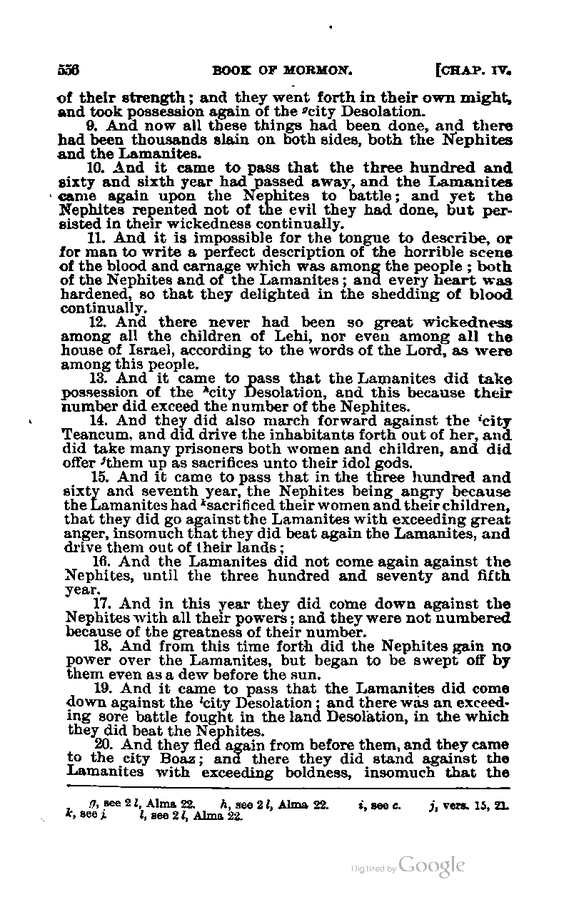 556 BOOK OF MORMON. [CHAP. IV.
of their strength; and they went forth in their own might,
and took possession again of the ᵍcity Desolation.
9. And now all these things had been done, and there
had been thousands slain on both sides, both the Nephites
and the Lamanites.
10. And it came to pass that the three hundred and
sixty and sixth year had passed away, and the Lamanites
came again upon the Nephites to battle; and yet the
Nephites repented not of the evil they had done, but per-
sisted in their wickedness continually.
11. And it is impossible for the tongue to describe, or
for man to write a perfect description of the horrible scene
of the blood and carnage which was among the people; both
of the Nephites and of the Lamanites; and every heart was
hardened, so that they delighted in the shedding of blood
continually.
12. And there never had been so great wickedness
among all the children of Lehi, nor even among all the
house of Israel, according to the words of the Lord, as were
among this people.
13. And it came to pass that the Lamanites did take
possession of the ʰcity Desolation, and this because their
number did exceed the number of the Nephites.
14. And they did also march forward against the ⁱcity
Teancum, and did drive the inhabitants forth out of her, and
did take many prisoners both women and children, and did
offer ʲthem up as sacrifices unto their idol gods.
15. And it came to pass that in the three hundred and
sixty and seventh year, the Nephites being angry because
the Lamanites had ᵏsacrificed their women and their children,
that they did go against the Lamanites with exceeding great
anger, insomuch that they did beat again the Lamanites, and
drive them out of their lands;
16. And the Lamanites did not come again against the
Nephites, until the three hundred and seventy and fifth
year.
17. And in this year they did come down against the
Nephites with all their powers; and they were not numbered
because of the greatness of their number.
18. And from this time forth did the Nephites gain no
power over the Lamanites, but began to be swept off by
them even as a dew before the sun.
19. And it came to pass that the Lamanites did come
down against the ˡcity Desolation; and there was an exceed-
ing sore battle fought in the land Desolation, in the which
they did beat the Nephites.
20. And they fled again from before them, and they came
to the city Boaz; and there they did stand against the
Lamanites with exceeding boldness, insomuch that the
g, see 2 l, Alma 22. h, see 2 l, Alma 22. i, see c. j, vers. 15, 21.
k, see j. l, see 2 l, Alma 22.
Digitized by Google